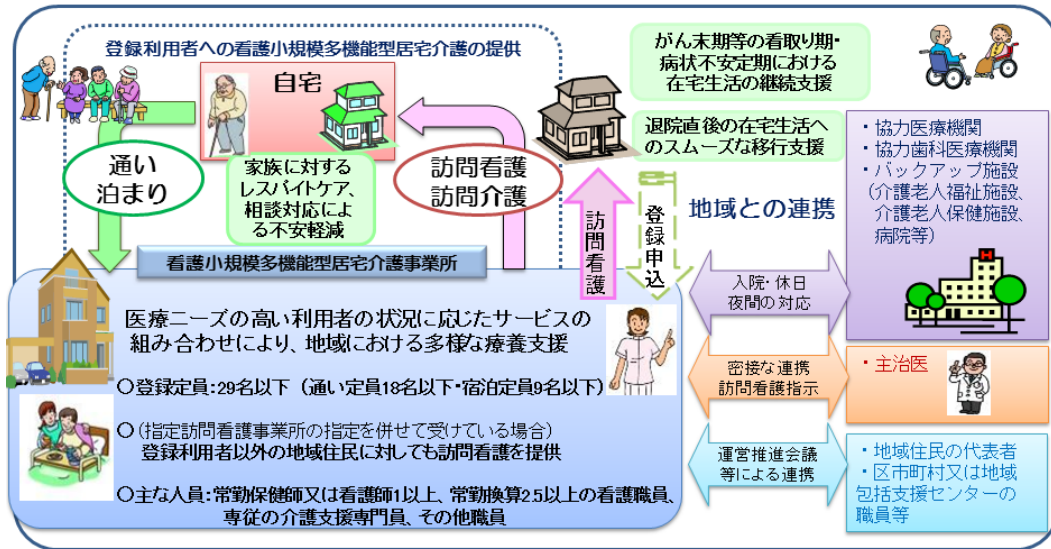 登録利用者への看護小規模多機能型居宅介護の提供
自宅
通い
泊まり
家族に対する
レスパイトケア、
相談対応によ
る不安軽減
訪問看護
訪問介護
がん末期等の看取り期・
病状不安定期における
在宅生活の継続支援
退院直後の在宅生活へ
のスムーズな移行支援
訪問看護
登録申込
地域との連携
・協力医療機関
・協力歯科医療機関
・バックアップ施設
(介護老人福祉施設、
介護老人保健施設、
病院等)
看護小規模多機能型居宅介護事業所
医療ニーズの高い利用者の状況に応じたサービスの
組み合わせにより、地域における多様な療養支援
○登録定員:29名以下 (通い定員18名以下・宿泊定員9名以下)
○(指定訪問看護事業所の指定を併せて受けている場合)
登録利用者以外の地域住民に対しても訪問看護を提供
○主な人員:常勤保健師又は看護師1以上、常勤換算2.5以上の看護職員、
専従の介護支援専門員、その他職員
入院・休日
夜間の対応
H
密接な連携
訪問看護指示
・主治医
運営推進会議
等による連携
・地域住民の代表者
・区市町村又は地域
包括支援センターの
職員等